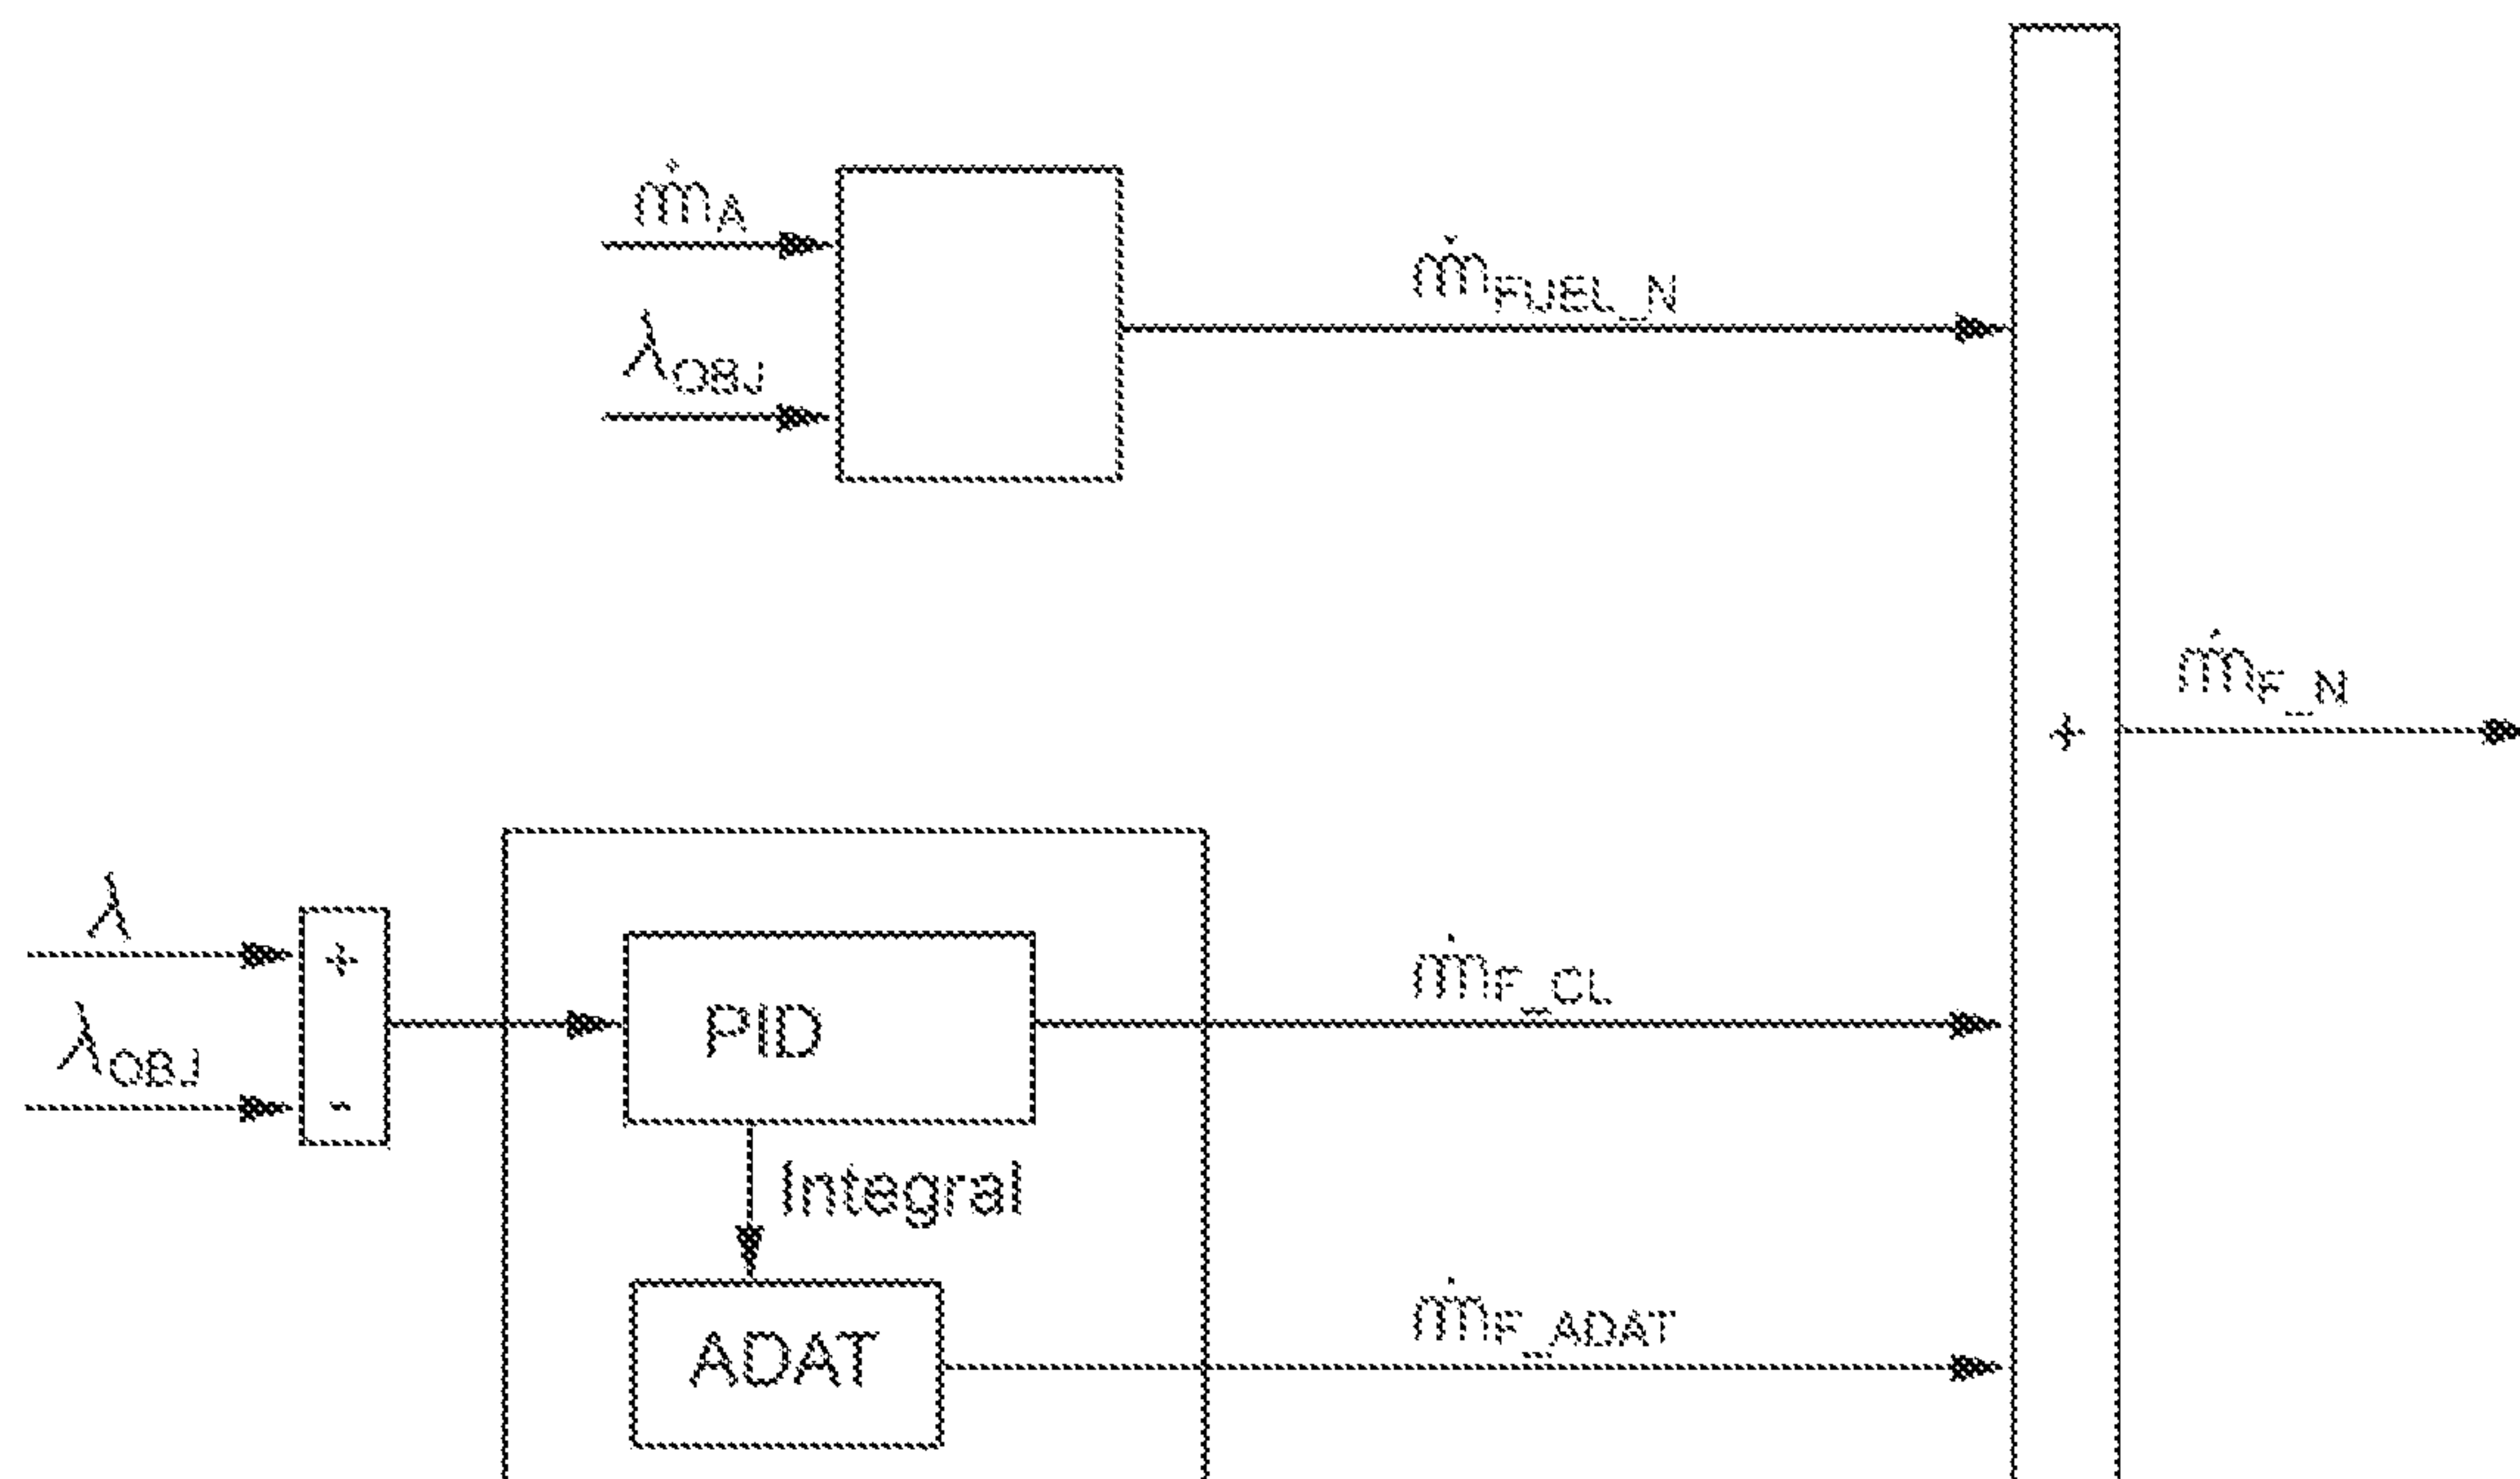 ṁA
λOBJ
ṁFUEL_N
ṁF_N
+
λ
+
λOBJ
-
PID
ṁF_CL
Integral
ADAT
ṁF_ADAT